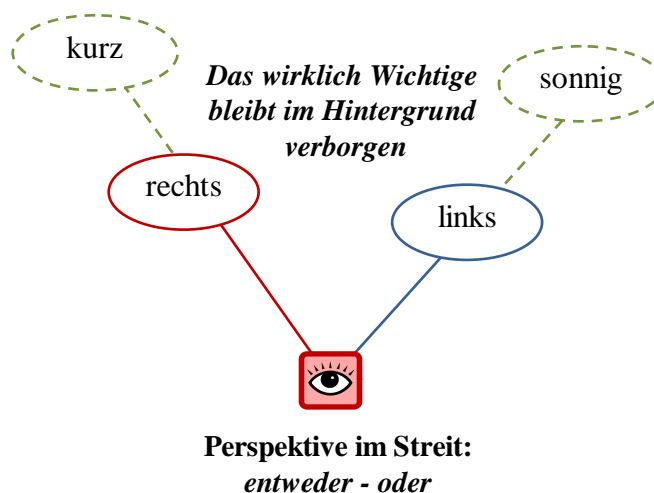 kurz
Das wirklich Wichtige
bleibt im Hintergrund
verborgen
sonnig
rechts
links
Perspektive im Streit:
entweder - oder